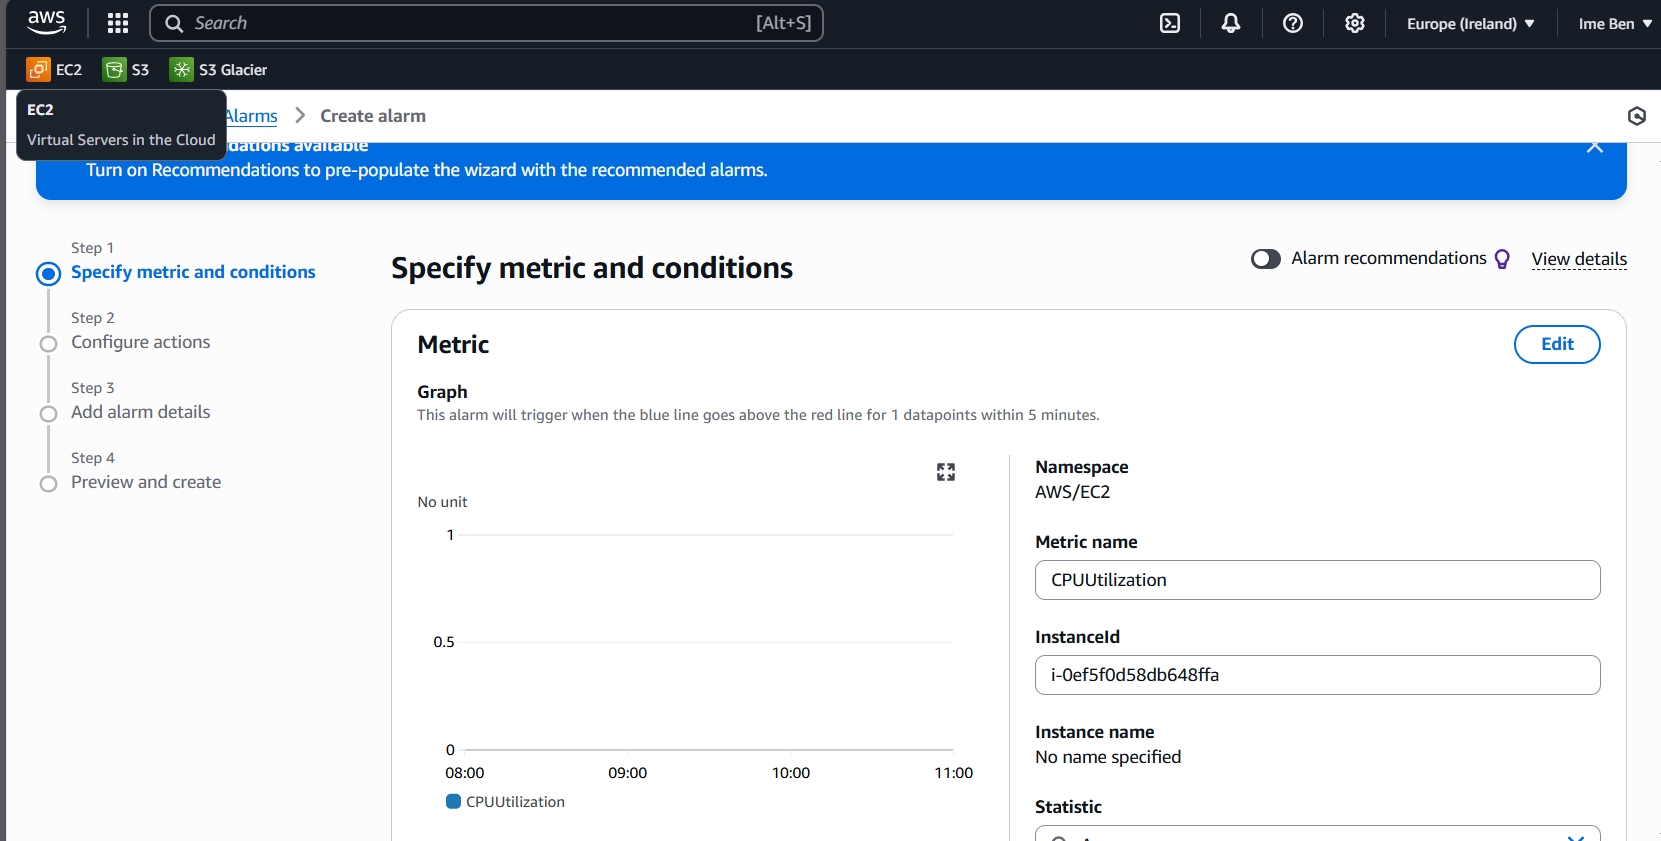 aws
Search
[Alt+S]
Europe (Ireland)
Ime Ben
EC2
S3
S3 Glacier
EC2
Virtual Servers in the Cloud
Alarms
Create alarm
available
Turn on Recommendations to pre-populate the wizard with the recommended alarms.
Step 1
Specify metric and conditions
Step 2
Configure actions
Step 3
Add alarm details
Step 4
Preview and create
Specify metric and conditions
Alarm recommendations
View details
Metric
Edit
Graph
This alarm will trigger when the blue line goes above the red line for 1 datapoints within 5 minutes.
No unit
1
0.5
0
08:00
09:00
10:00
11:00
CPUUtilization
Namespace
AWS/EC2
Metric name
CPUUtilization
InstanceId
i-0ef5f0d58db648ffa
Instance name
No name specified
Statistic